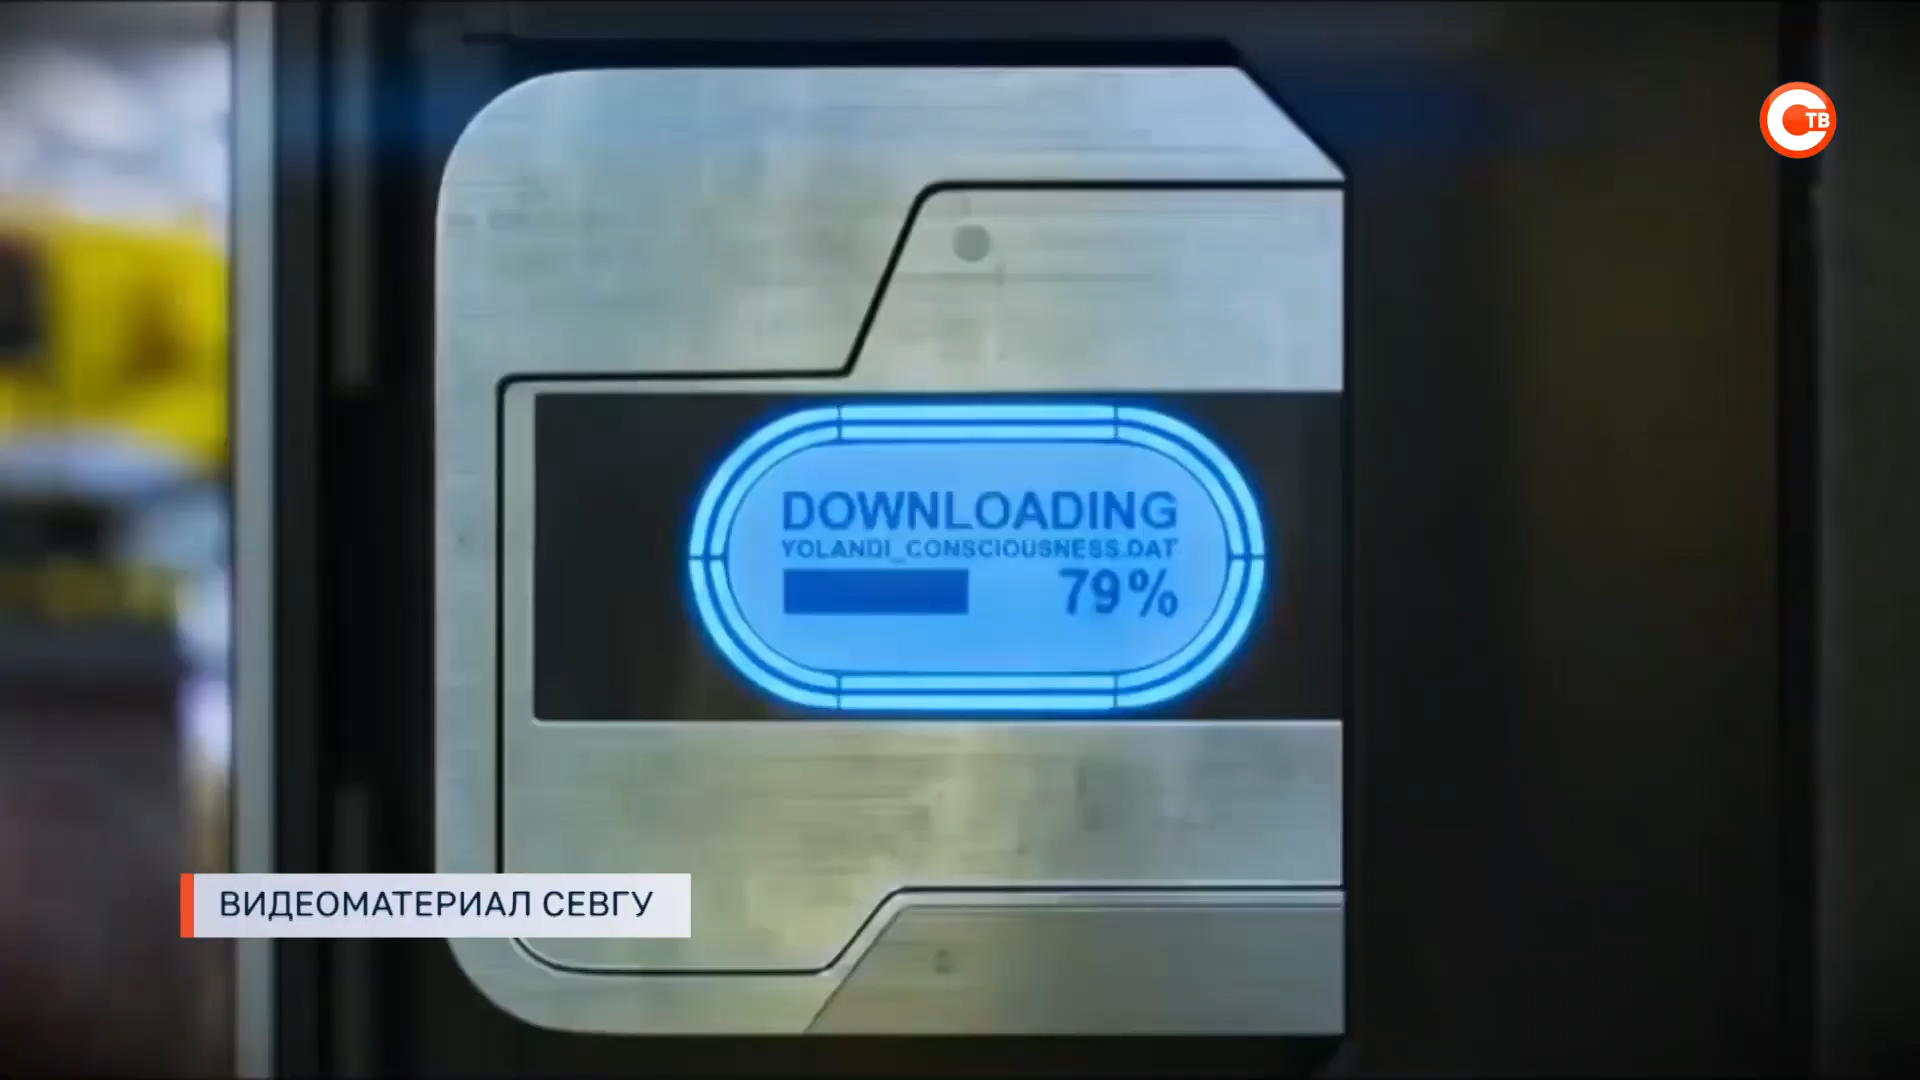 ТВ
DOWNLOADING
YOLANDI_CONSCIOUSNESS.DAT
79%
ВИДЕОМАТЕРИАЛ СЕВГУ